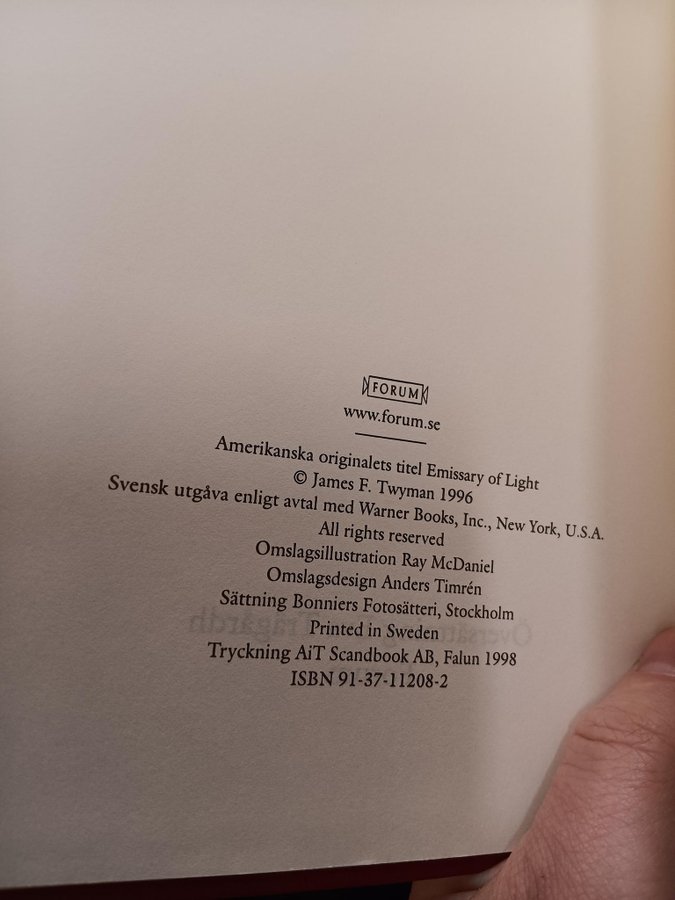 FORUM
www.forum.se
Amerikanska originalets titel Emissary of Light
© James F. Twyman 1996
Svensk utgåva enligt avtal med Warner Books, Inc., New York, U.S.A.
All rights reserved
Omslagsillustration Ray McDaniel
Omslagsdesign Anders Timrén
Sättning Bonniers Fotosätteri, Stockholm
Printed in Sweden
Tryckning AiT Scandbook AB, Falun 1998
ISBN 91-37-11208-2